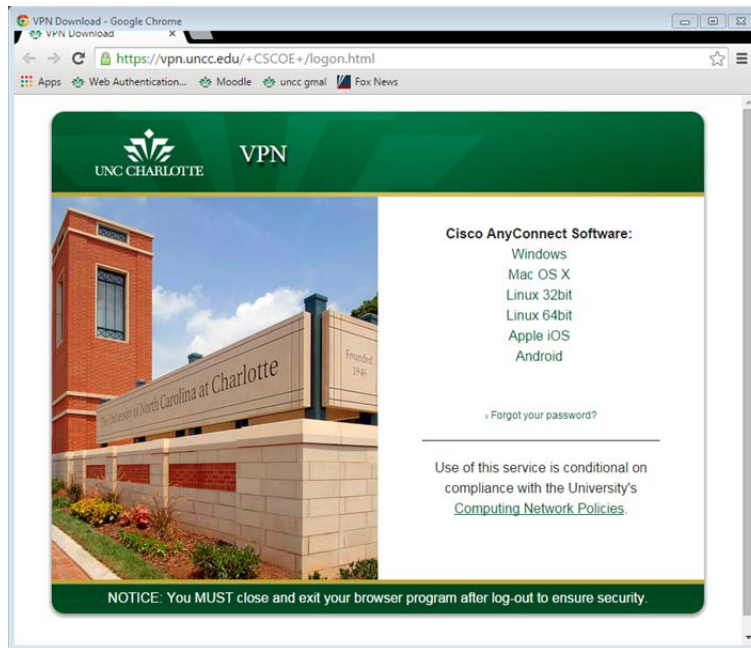 VPN Download - Google Chrome
VPN Download
https://vpn.uncc.edu/+CSCOE+/logon.html
Apps Web Authentication... Moodle uncc gmal Fox News
UNC CHARLOTTE
VPN
Cisco AnyConnect Software:
Windows
Mac OS X
Linux 32bit
Linux 64bit
Apple iOS
Android
The University of North Carolina at Charlotte
Founded
1946
› Forgot your password?
Use of this service is conditional on
compliance with the University's
Computing Network Policies.
NOTICE: You MUST close and exit your browser program after log-out to ensure security.